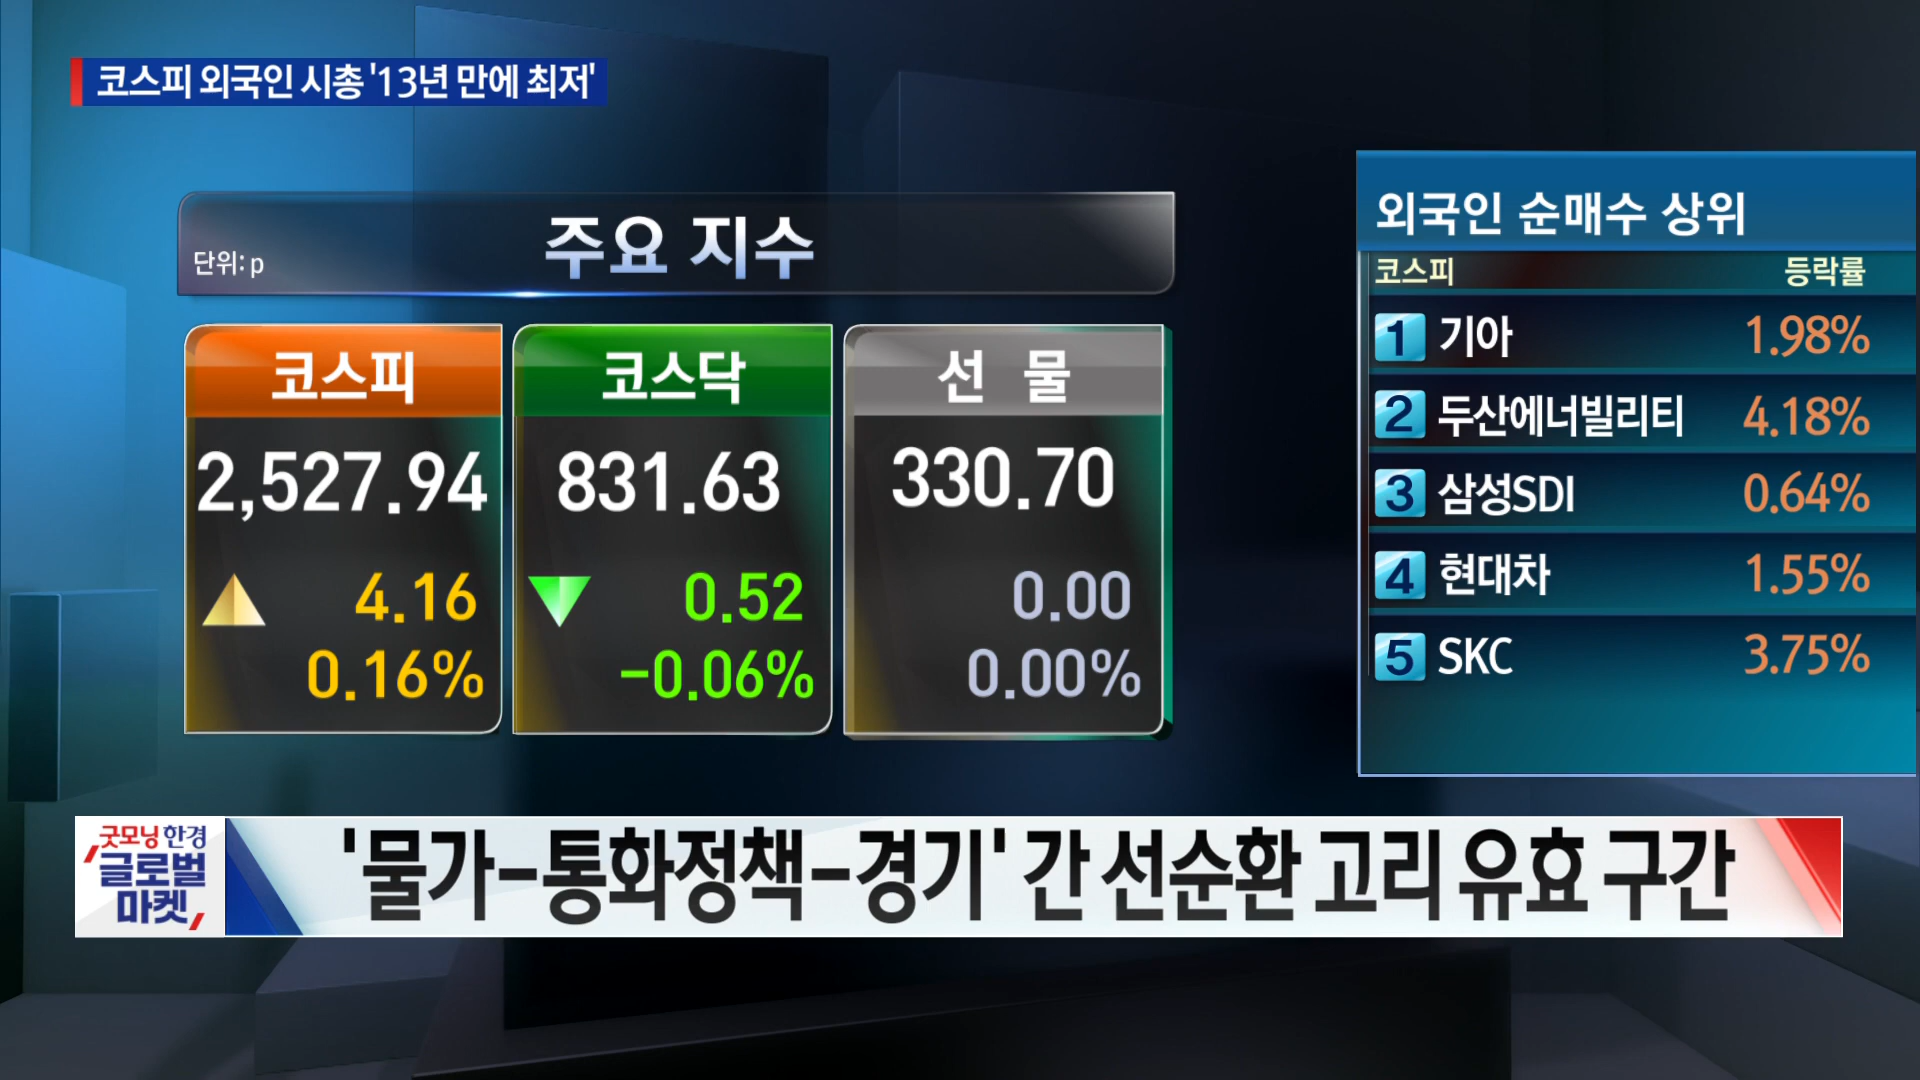 코스피 외국인 시총 '13년 만에 최저'
주요 지수
단위: p
코스피
2,527.94
4.16
0.16%
코스닥
831.63
0.52
-0.06%
선 물
330.70
0.00
0.00%
외국인 순매수 상위
코스피 등락률
1 기아 1.98%
2 두산에너빌리티 4.18%
3 삼성SDI 0.64%
4 현대차 1.55%
5 SKC 3.75%
굿모닝 한경
글로벌
마켓
'물가-통화정책-경기' 간 선순환 고리 유효 구간